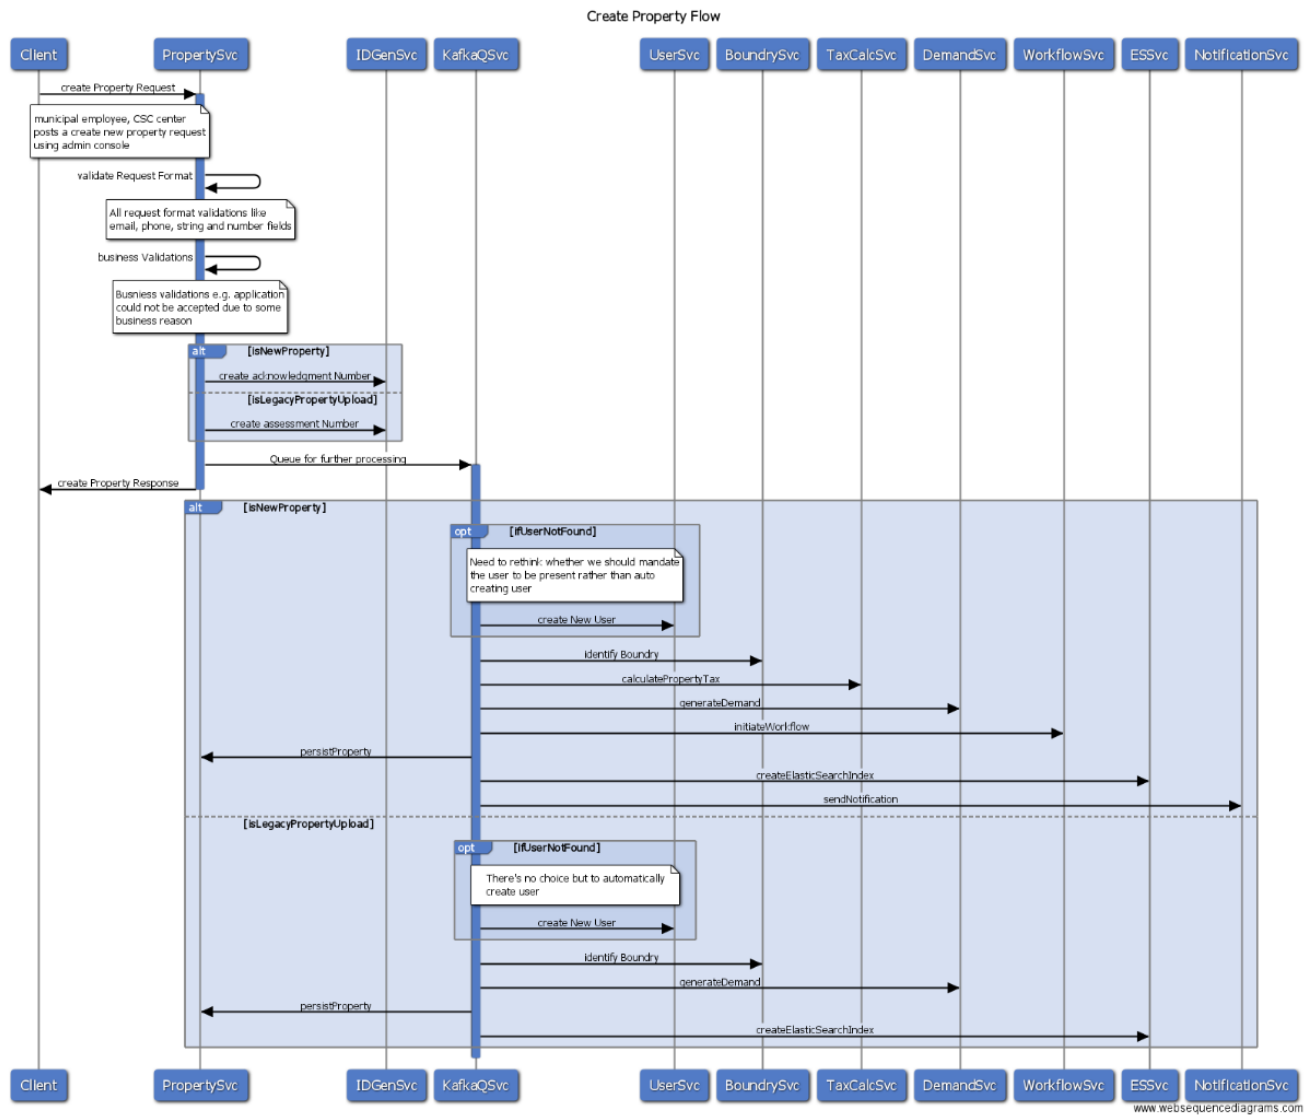 Create Property Flow
Client PropertySvc IDGenSvc KafkaQSvc UserSvc BoundrySvc TaxCalcSvc DemandSvc WorkflowSvc ESSvc NotificationSvc
create Property Request
municipal employee, CSC center
posts a create new property request
using admin console
validate Request Format
All request format validations like
email, phone, string and number fields
business Validations
Busniess validations e.g. application
could not be accepted due to some
business reason
alt [isNewProperty]
create acknowledgment Number
[isLegacyPropertyUpload]
create assessment Number
Queue for further processing
create Property Response
alt [isNewProperty]
opt [ifUserNotFound]
Need to rethink whether we should mandate
the user to be present rather than auto
creating user
create New User
identify Boundry
calculatePropertyTax
generateDemand
initiateWorkflow
persistProperty
createElasticSearchIndex
sendNotification
[isLegacyPropertyUpload]
opt [ifUserNotFound]
There's no choice but to automatically
create user
create New User
identify Boundry
generateDemand
persistProperty
createElasticSearchIndex
Client PropertySvc IDGenSvc KafkaQSvc UserSvc BoundrySvc TaxCalcSvc DemandSvc WorkflowSvc ESSvc NotificationSvc
www.websequencediagrams.com